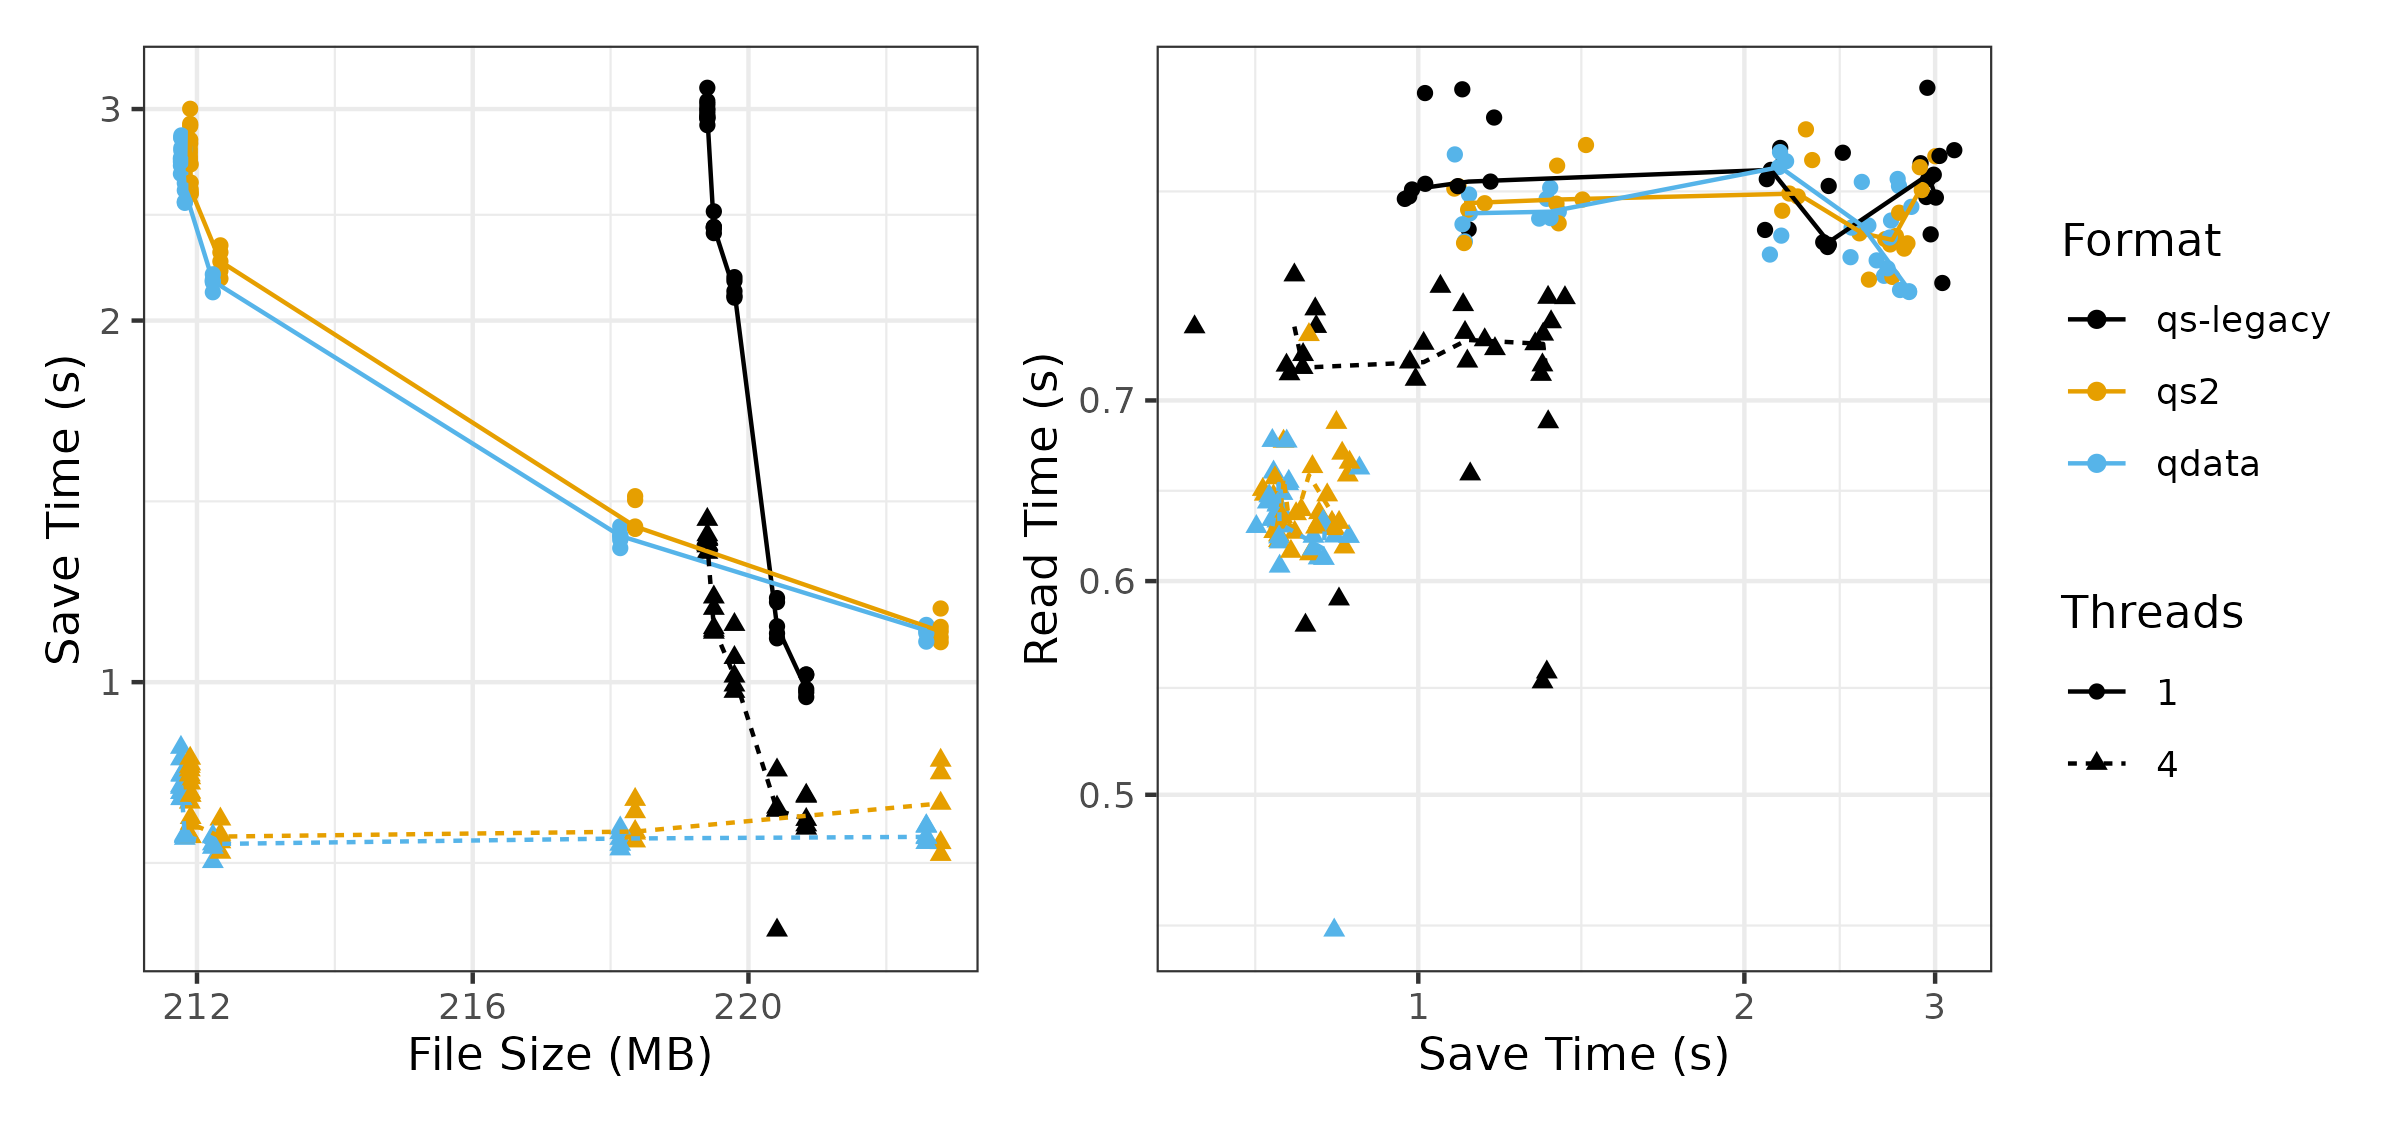 3
2
1
Save Time (s)
212 216 220
File Size (MB)
0.7
0.6
0.5
Read Time (s)
1 2 3
Save Time (s)
Format
qs-legacy
qs2
qdata
Threads
1
4